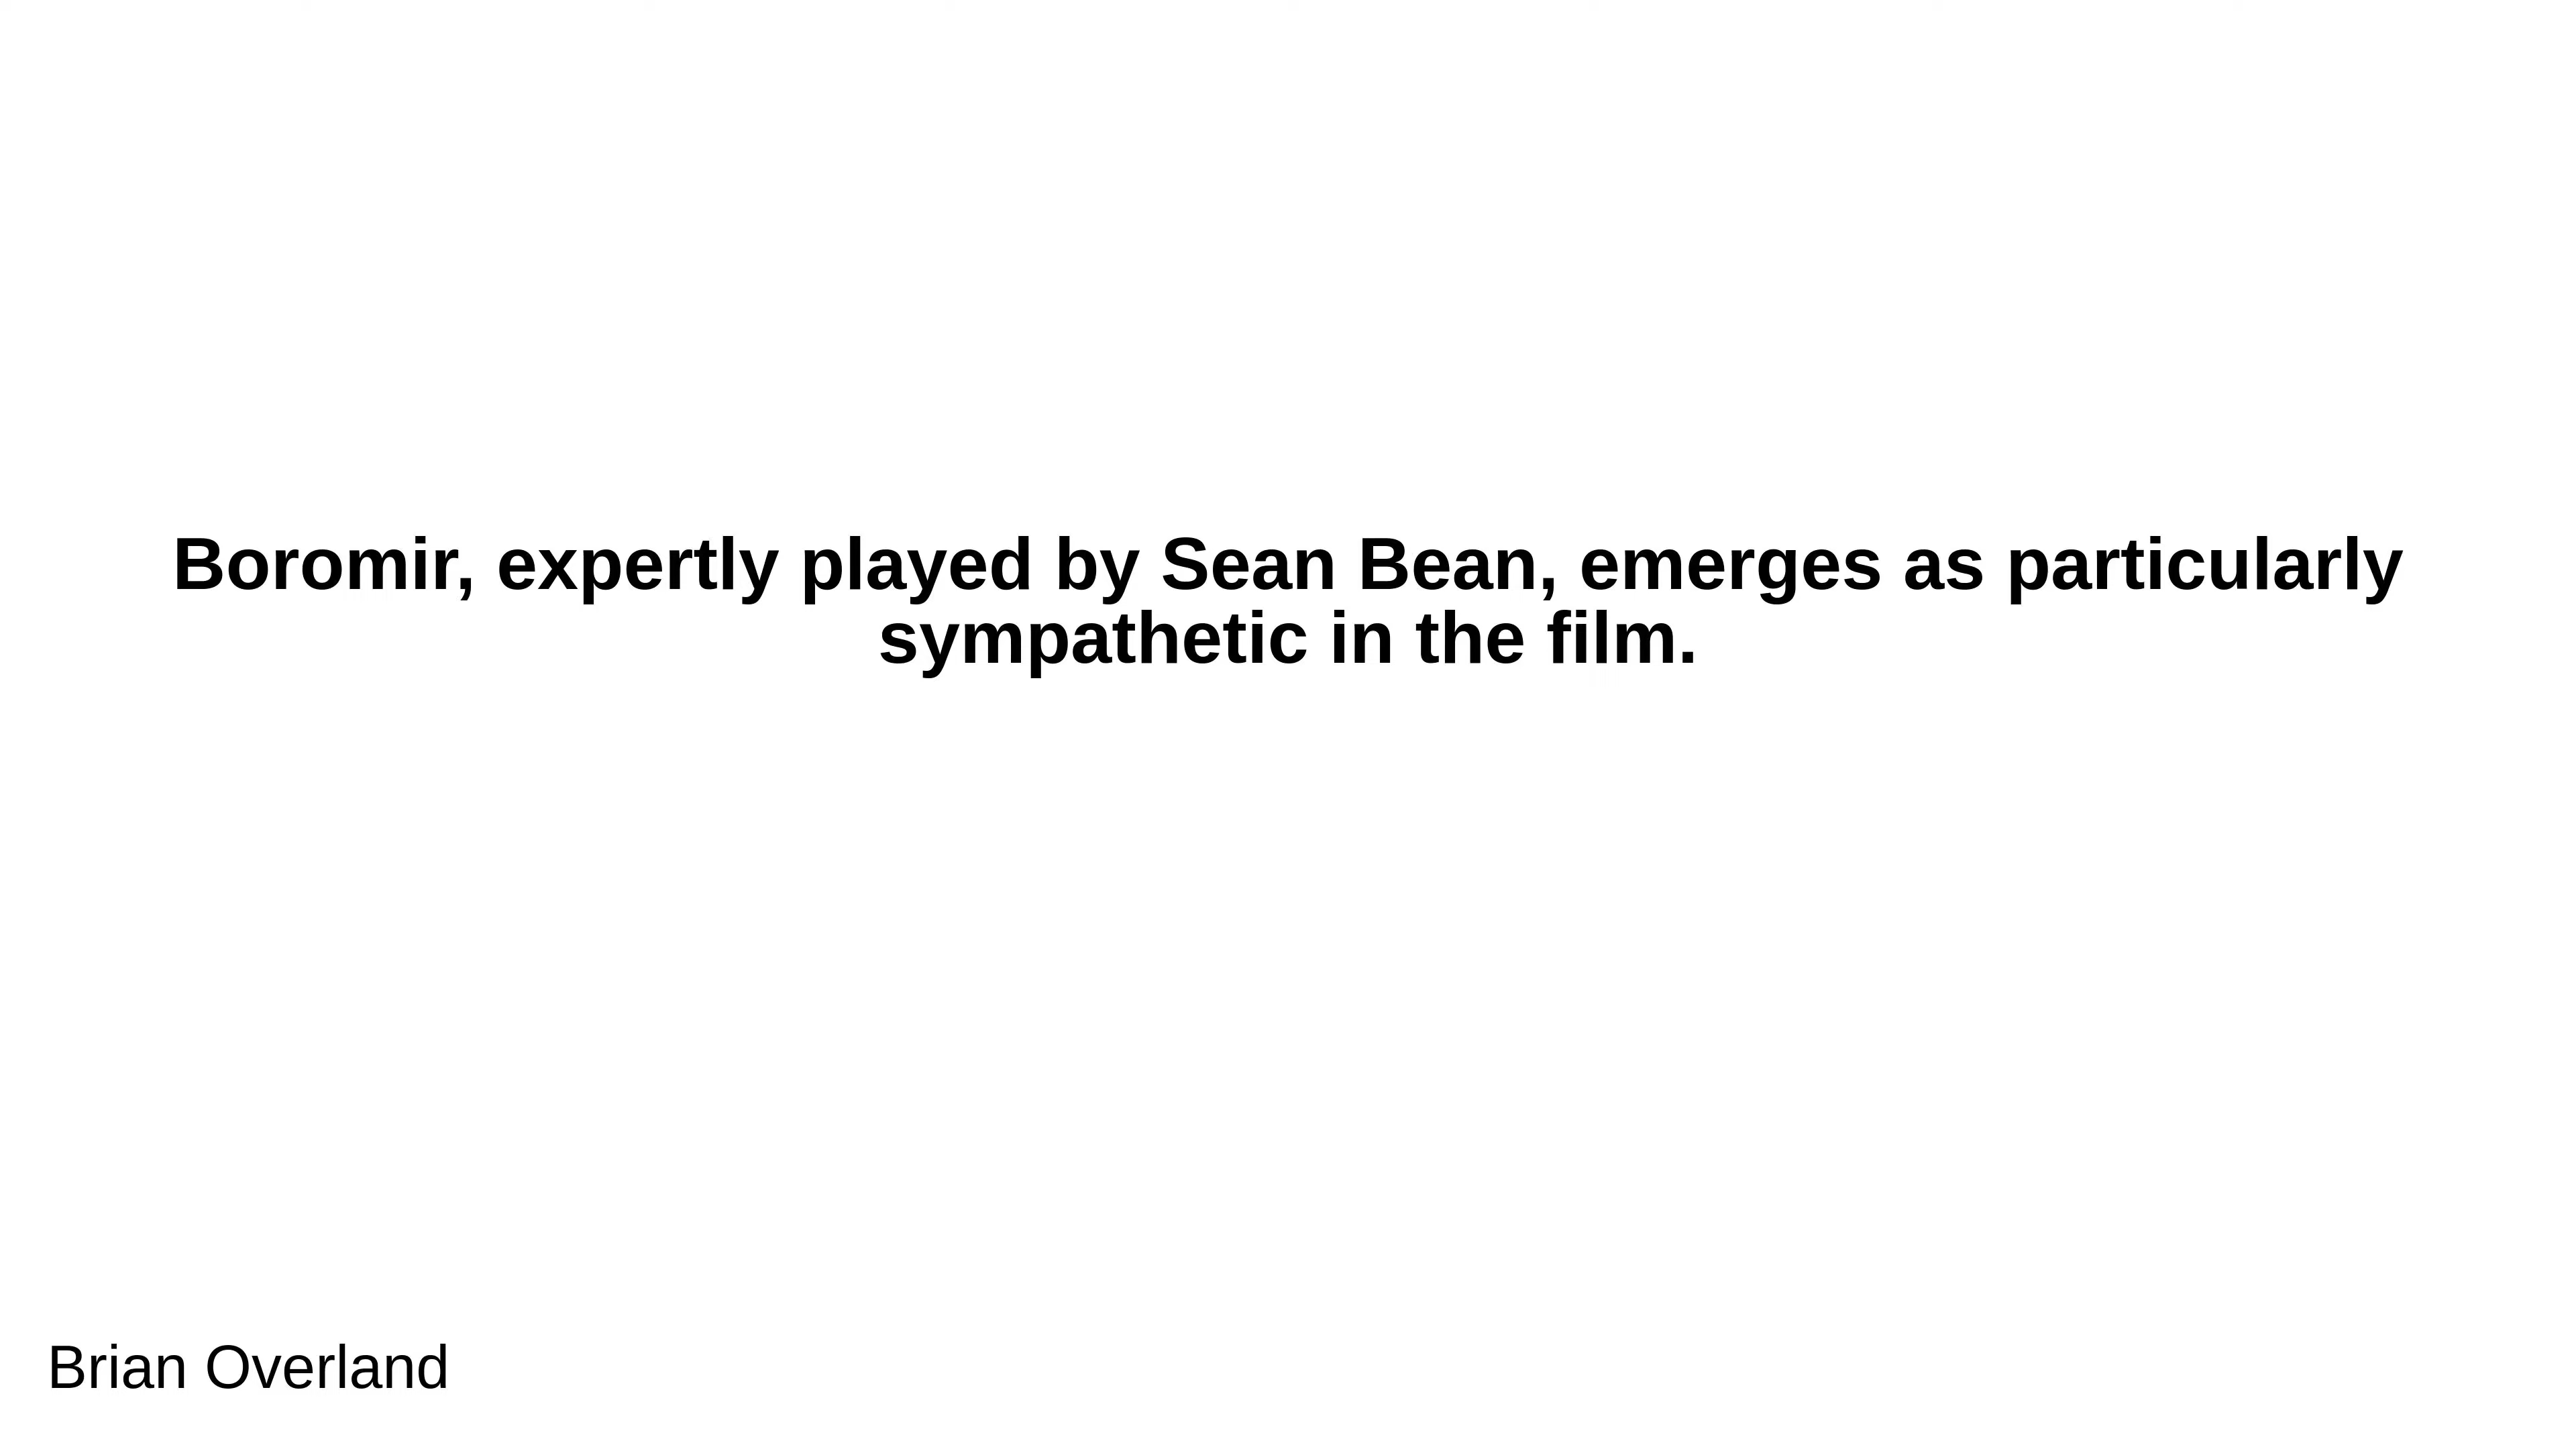 Boromir, expertly played by Sean Bean, emerges as particularly
sympathetic in the film.
Brian Overland